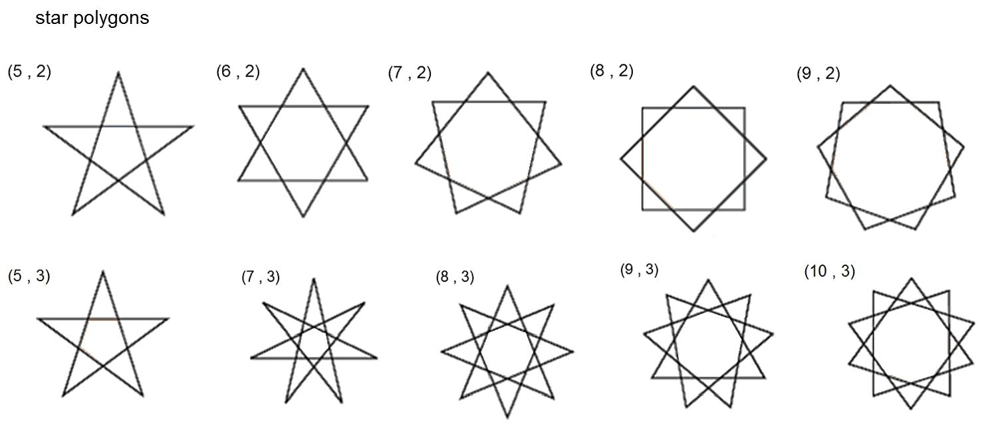 star polygons
(5 , 2)
(6 , 2)
(7 , 2)
(8 , 2)
(9 , 2)
(5 , 3)
(7 , 3)
(8 , 3)
(9 , 3)
(10 , 3)